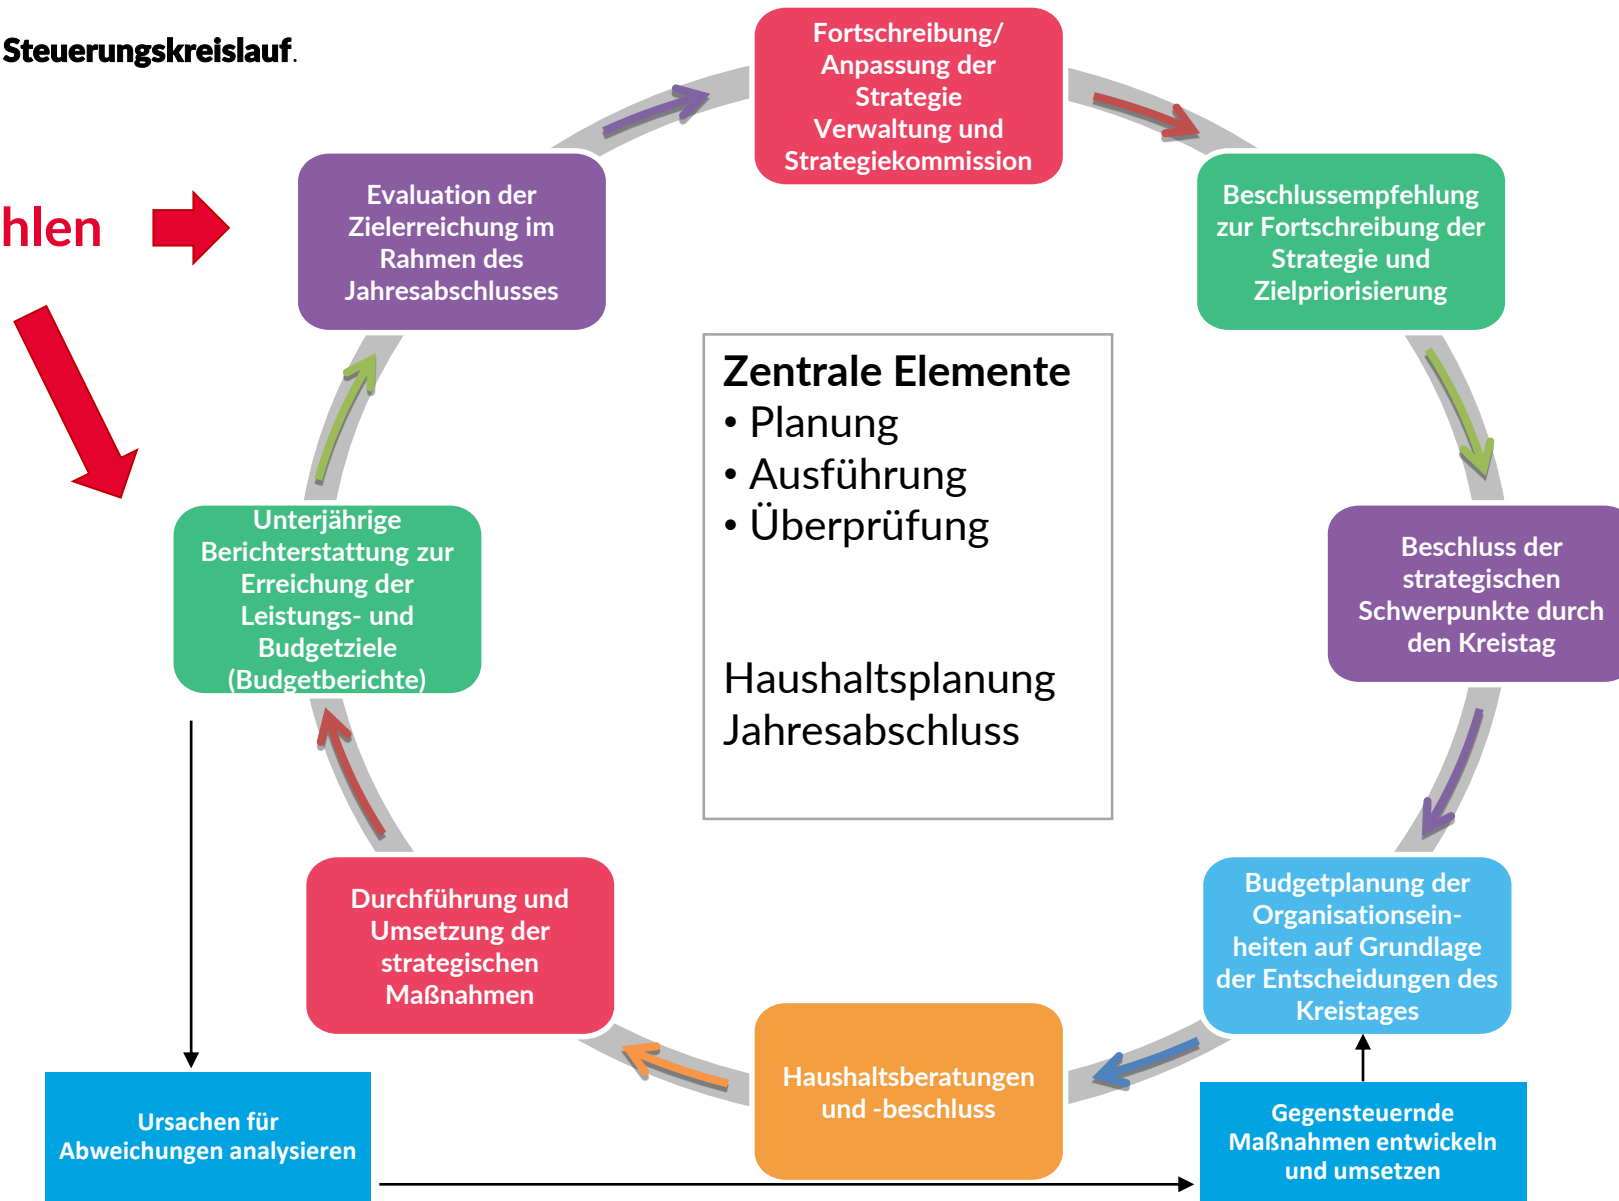 Steuerungskreislauf.
hlen
Fortschreibung/
Anpassung der
Strategie
Verwaltung und
Strategiekommission
Beschlussempfehlung
zur Fortschreibung der
Strategie und
Zielpriorisierung
Beschluss der
strategischen
Schwerpunkte durch
den Kreistag
Budgetplanung der
Organisationsein-
heiten auf Grundlage
der Entscheidungen des
Kreistages
Haushaltsberatungen
und -beschluss
Durchführung und
Umsetzung der
strategischen
Maßnahmen
Unterjährige
Berichterstattung zur
Erreichung der
Leistungs- und
Budgetziele
(Budgetberichte)
Evaluation der
Zielerreichung im
Rahmen des
Jahresabschlusses
Zentrale Elemente
• Planung
• Ausführung
• Überprüfung
Haushaltsplanung
Jahresabschluss
Ursachen für
Abweichungen analysieren
Gegensteuernde
Maßnahmen entwickeln
und umsetzen